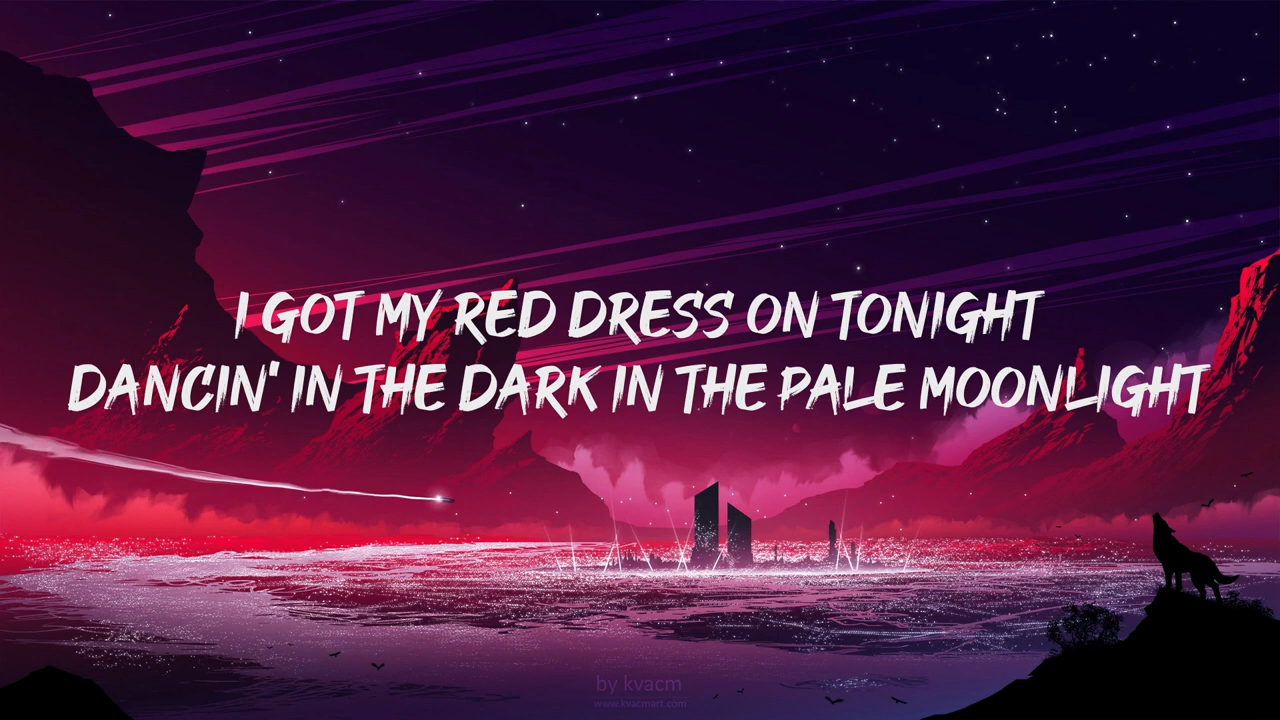 I GOT MY RED DRESS ON TONIGHT
DANCIN' IN THE DARK IN THE PALE MOONLIGHT
by kvacm
www.kvacmart.com